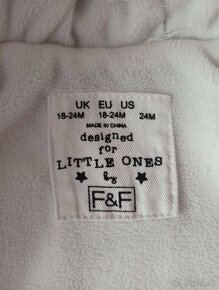 UK EU US
18-24M 18-24M 24M
MADE IN CHINA
designed
for
LITTLE ONES
by
F&F